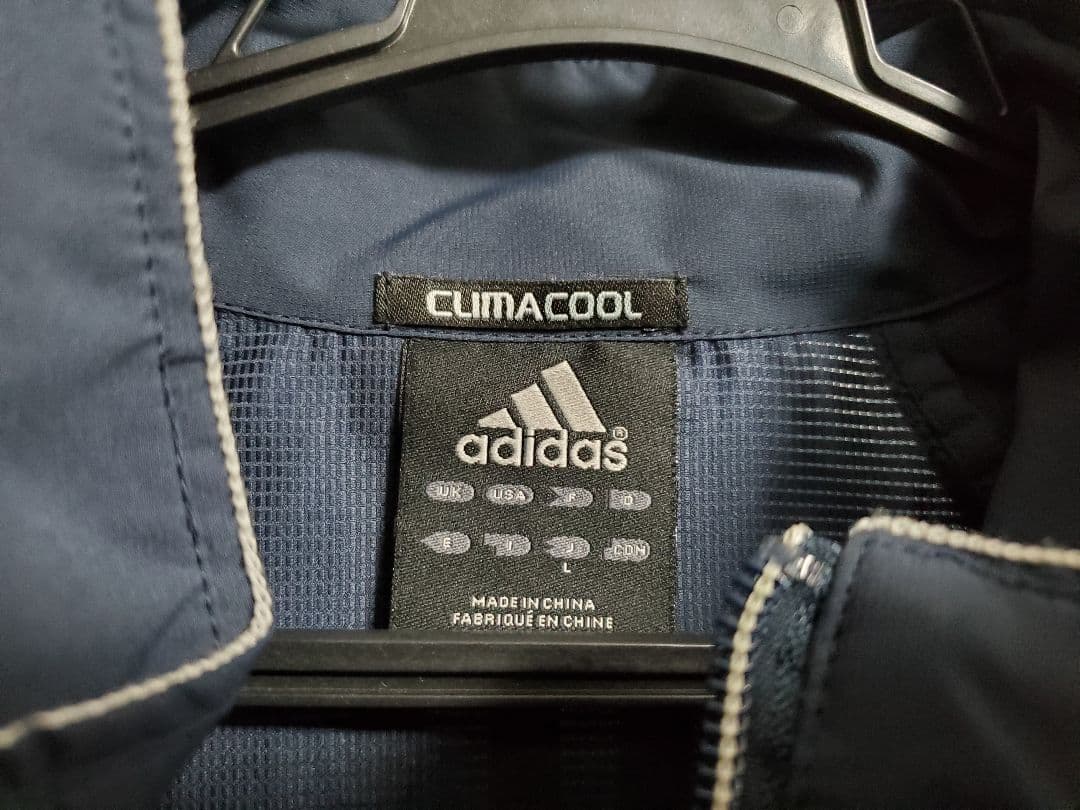 CLIMACOOL
adidas®
UK USA F D
E I J CDN
L
MADE IN CHINA
FABRIQUÉ EN CHINE